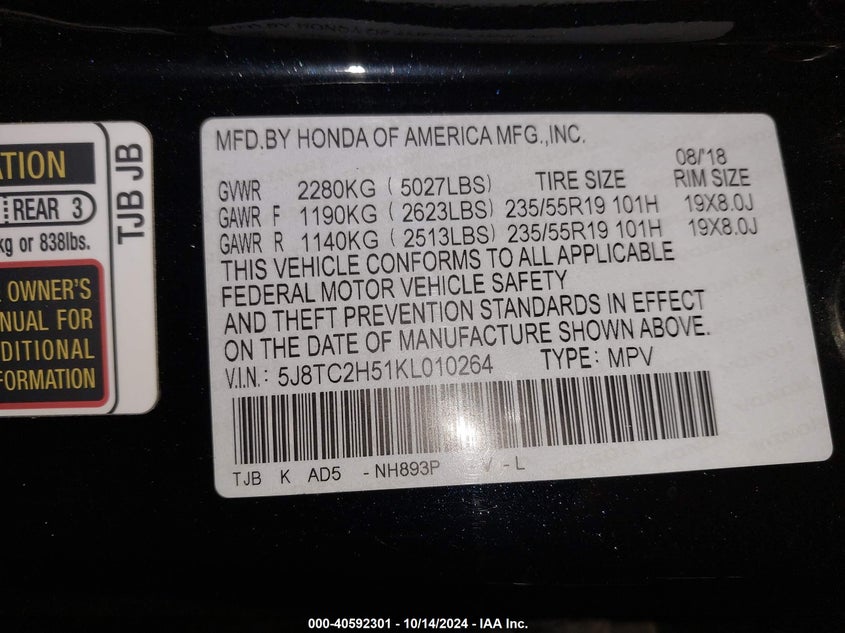 ATION
REAR 3
kg or 838lbs.
OWNER'S
NUAL FOR
DITIONAL
FORMATION
TJB JB
MFD.BY HONDA OF AMERICA MFG.,INC.
08/'18
GVWR 2280KG ( 5027LBS) TIRE SIZE RIM SIZE
GAWR F 1190KG ( 2623LBS) 235/55R19 101H 19X8.0J
GAWR R 1140KG ( 2513LBS) 235/55R19 101H 19X8.0J
THIS VEHICLE CONFORMS TO ALL APPLICABLE
FEDERAL MOTOR VEHICLE SAFETY
AND THEFT PREVENTION STANDARDS IN EFFECT
ON THE DATE OF MANUFACTURE SHOWN ABOVE.
V.I.N.: 5J8TC2H51KL010264 TYPE: MPV
TJB K AD5 - NH893P V - L
000-40592301 - 10/14/2024 - IAA Inc.